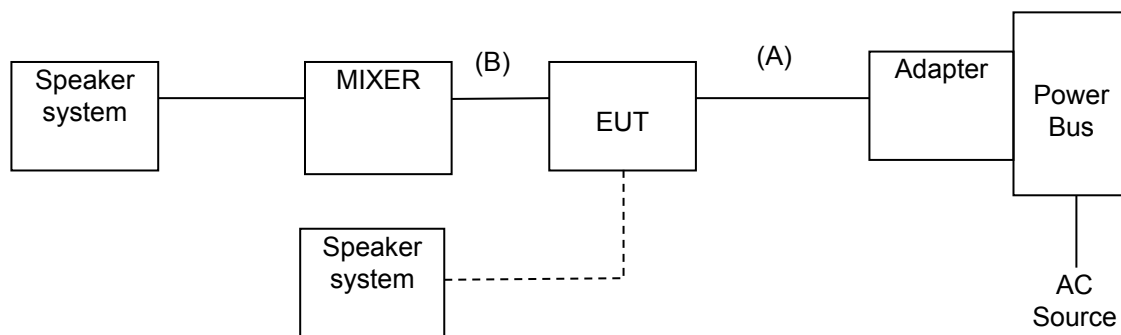 Speaker
system
MIXER
(B)
EUT
(A)
Adapter
Power
Bus
Speaker
system
AC
Source